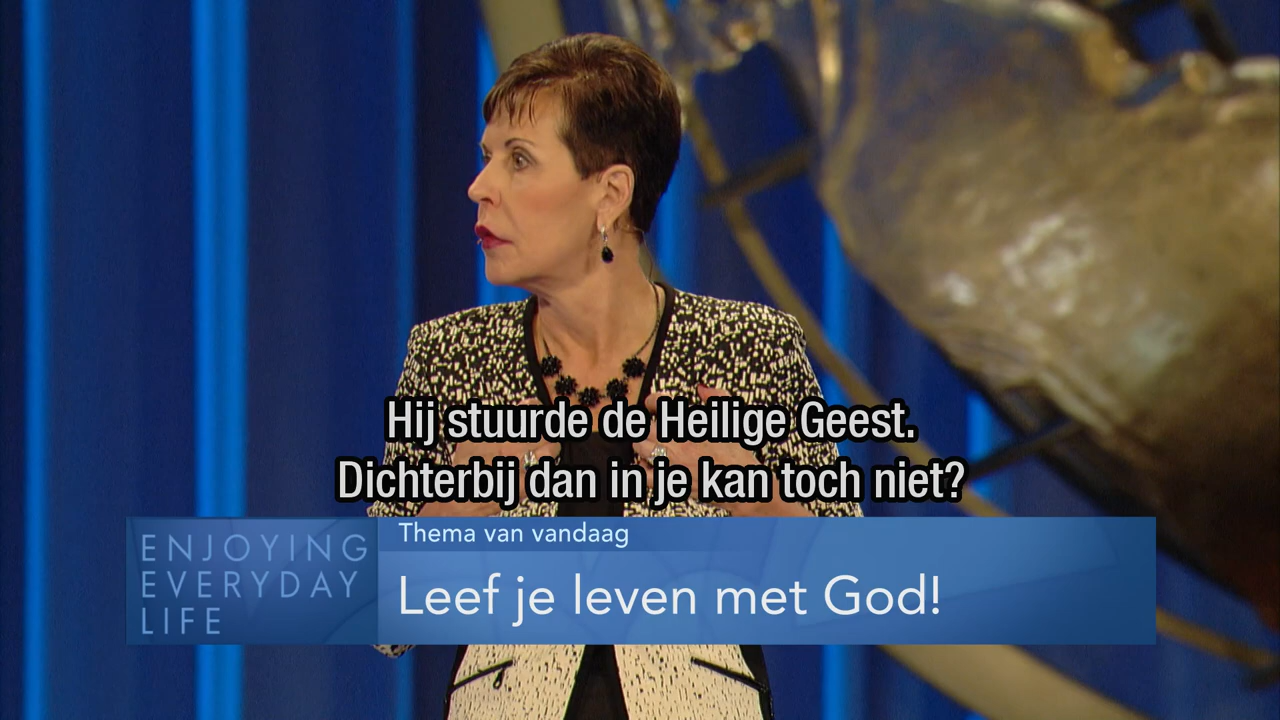 Hij stuurde de Heilige Geest.
Dichterbij dan in je kan toch niet?
Thema van vandaag
ENJOYING
EVERYDAY
LIFE
Leef je leven met God!